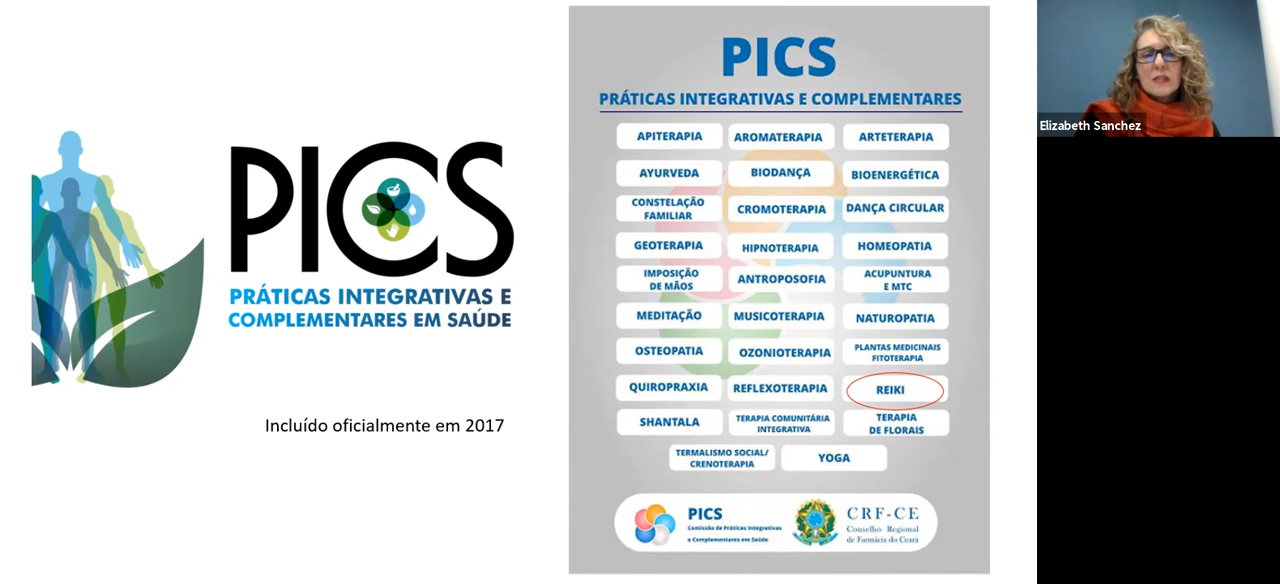 PICS
PRÁTICAS INTEGRATIVAS E
COMPLEMENTARES EM SAÚDE
Incluído oficialmente em 2017
PICS
PRÁTICAS INTEGRATIVAS E COMPLEMENTARES
APITERAPIA
AROMATERAPIA
ARTETERAPIA
AYURVEDA
BIODANÇA
BIOENERGÉTICA
CONSTELAÇÃO
FAMILIAR
CROMOTERAPIA
DANÇA CIRCULAR
GEOTERAPIA
HIPNOTERAPIA
HOMEOPATIA
IMPOSIÇÃO
DE MÃOS
ANTROPOSOFIA
ACUPUNTURA
E MTC
MEDITAÇÃO
MUSICOTERAPIA
NATUROPATIA
OSTEOPATIA
OZONIOTERAPIA
PLANTAS MEDICINAIS
FITOTERAPIA
QUIROPRAXIA
REFLEXOTERAPIA
REIKI
SHANTALA
TERAPIA COMUNITÁRIA
INTEGRATIVA
TERAPIA
DE FLORAIS
TERMALISMO SOCIAL/
CRENOTERAPIA
YOGA
PICS
Comissão de Práticas Integrativas
e Complementares em Saúde
CRF-CE
Conselho Regional
de Farmácia do Ceará
Elizabeth Sanchez